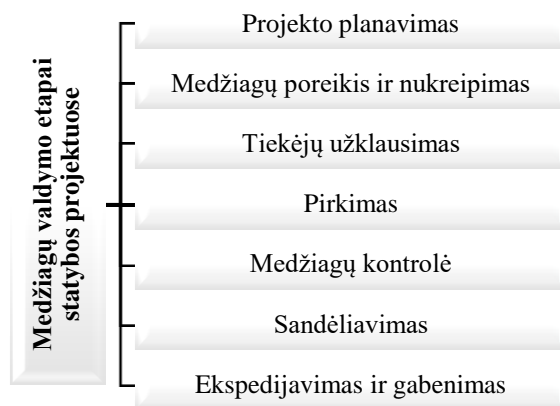 Medžiagų valdymo etapai
statybos projektuose
Projekto planavimas
Medžiagų poreikis ir nukreipimas
Tiekėjų užklausimas
Pirkimas
Medžiagų kontrolė
Sandėliavimas
Ekspedijavimas ir gabenimas